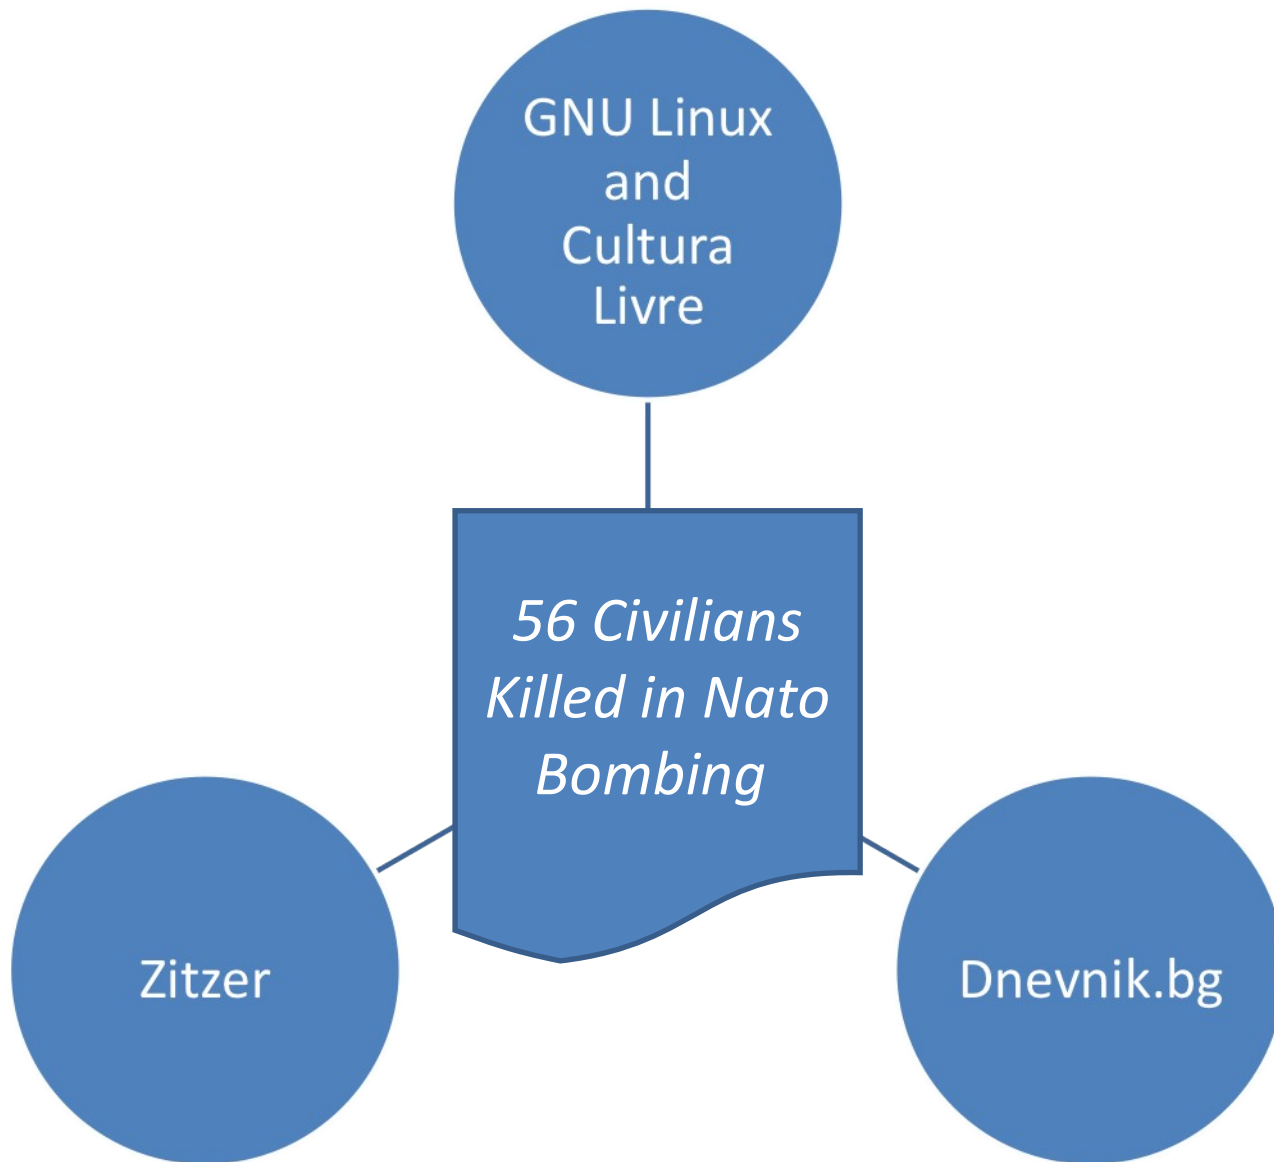 GNU Linux
and
Cultura
Livre
56 Civilians
Killed in Nato
Bombing
Zitzer
Dnevnik.bg